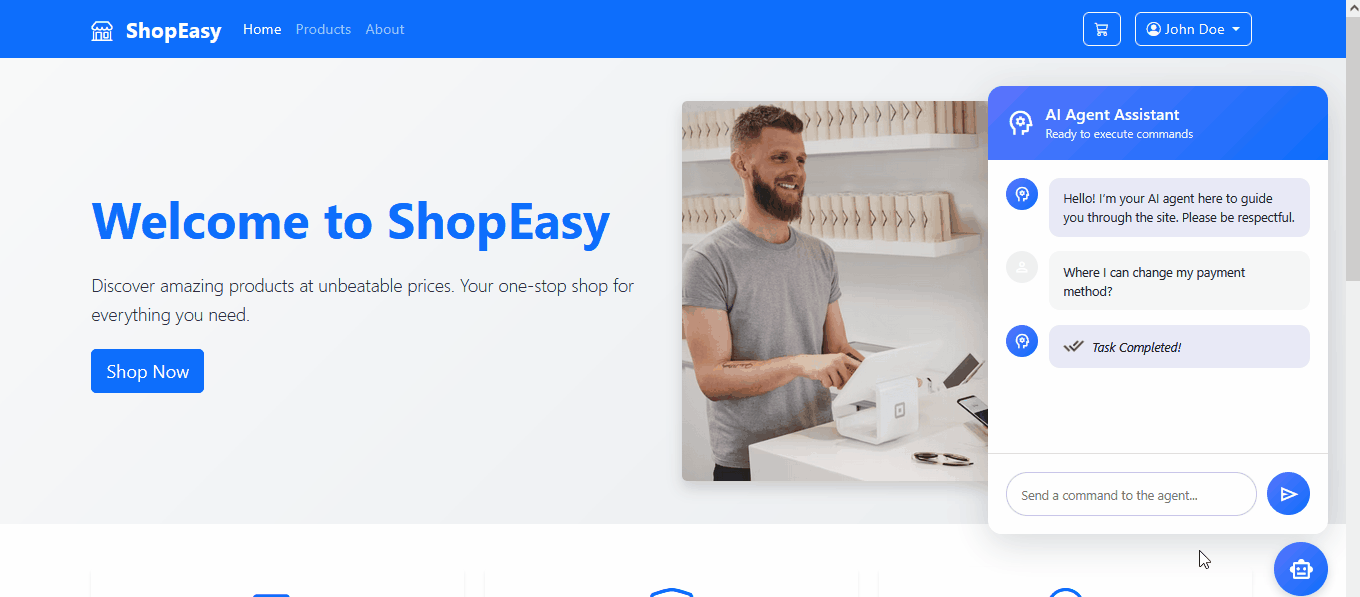 ShopEasy Home Products About John Doe
Welcome to ShopEasy
Discover amazing products at unbeatable prices. Your one-stop shop for
everything you need.
Shop Now
AI Agent Assistant
Ready to execute commands
Hello! I'm your AI agent here to guide
you through the site. Please be respectful.
Where I can change my payment
method?
Task Completed!
Send a command to the agent...